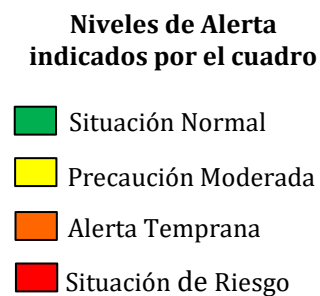 Niveles de Alerta
indicados por el cuadro
Situación Normal
Precaución Moderada
Alerta Temprana
Situación de Riesgo